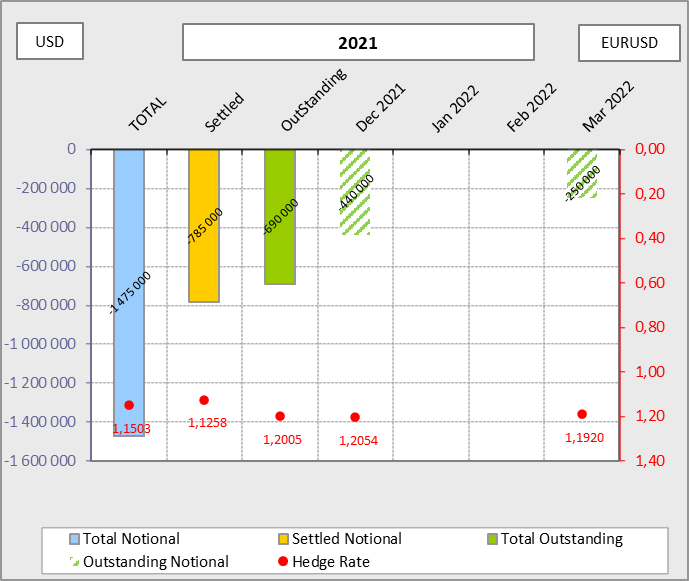 USD
2021
EURUSD
TOTAL
Settled
OutStanding
Dec 2021
Jan 2022
Feb 2022
Mar 2022
0
-200 000
-400 000
-600 000
-800 000
-1 000 000
-1 200 000
-1 400 000
-1 600 000
-1 475 000
-785 000
-690 000
-440 000
-250 000
1,1503
1,1258
1,2005
1,2054
1,1920
0,00
0,20
0,40
0,60
0,80
1,00
1,20
1,40
Total Notional
Settled Notional
Total Outstanding
Outstanding Notional
Hedge Rate